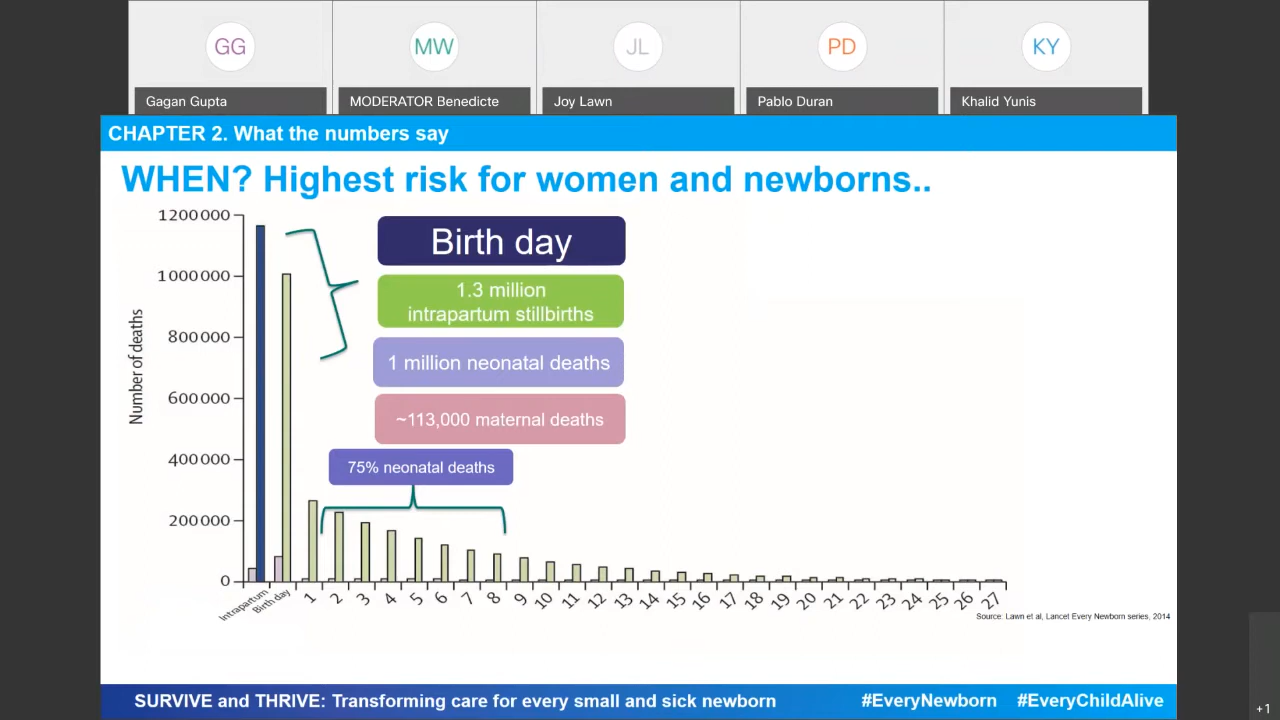 GG
MW
JL
PD
KY
Gagan Gupta
MODERATOR Benedicte
Joy Lawn
Pablo Duran
Khalid Yunis
CHAPTER 2. What the numbers say
WHEN? Highest risk for women and newborns..
1200000
1000000
800000
600000
400000
200000
0
Number of deaths
Birth day
1.3 million
intrapartum stillbirths
1 million neonatal deaths
~113,000 maternal deaths
75% neonatal deaths
Intrapartum
Birth day
1
2
3
4
5
6
7
8
9
10
11
12
13
14
15
16
17
18
19
20
21
22
23
24
25
26
27
Source: Lawn et al, Lancet Every Newborn series, 2014
SURVIVE and THRIVE: Transforming care for every small and sick newborn
#EveryNewborn #EveryChildAlive
+1